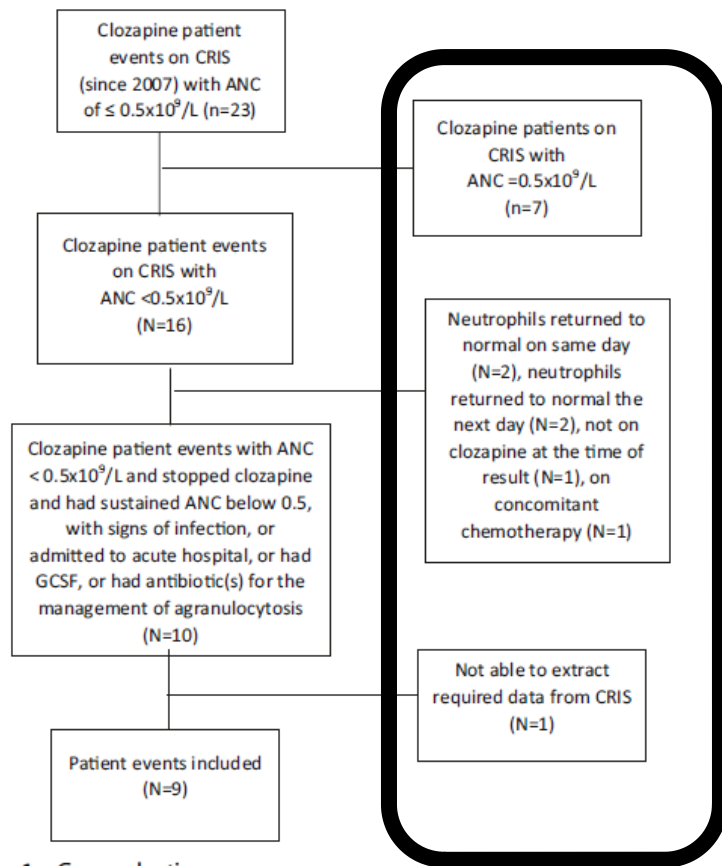 Clozapine patient
events on CRIS
(since 2007) with ANC
of ≤ 0.5x10⁹/L (n=23)
Clozapine patients on
CRIS with
ANC =0.5x10⁹/L
(n=7)
Clozapine patient events
on CRIS with
ANC <0.5x10⁹/L
(N=16)
Neutrophils returned to
normal on same day
(N=2), neutrophils
returned to normal the
next day (N=2), not on
clozapine at the time of
result (N=1), on
concomitant
chemotherapy (N=1)
Clozapine patient events with ANC
< 0.5x10⁹/L and stopped clozapine
and had sustained ANC below 0.5,
with signs of infection, or
admitted to acute hospital, or had
GCSF, or had antibiotic(s) for the
management of agranulocytosis
(N=10)
Not able to extract
required data from CRIS
(N=1)
Patient events included
(N=9)